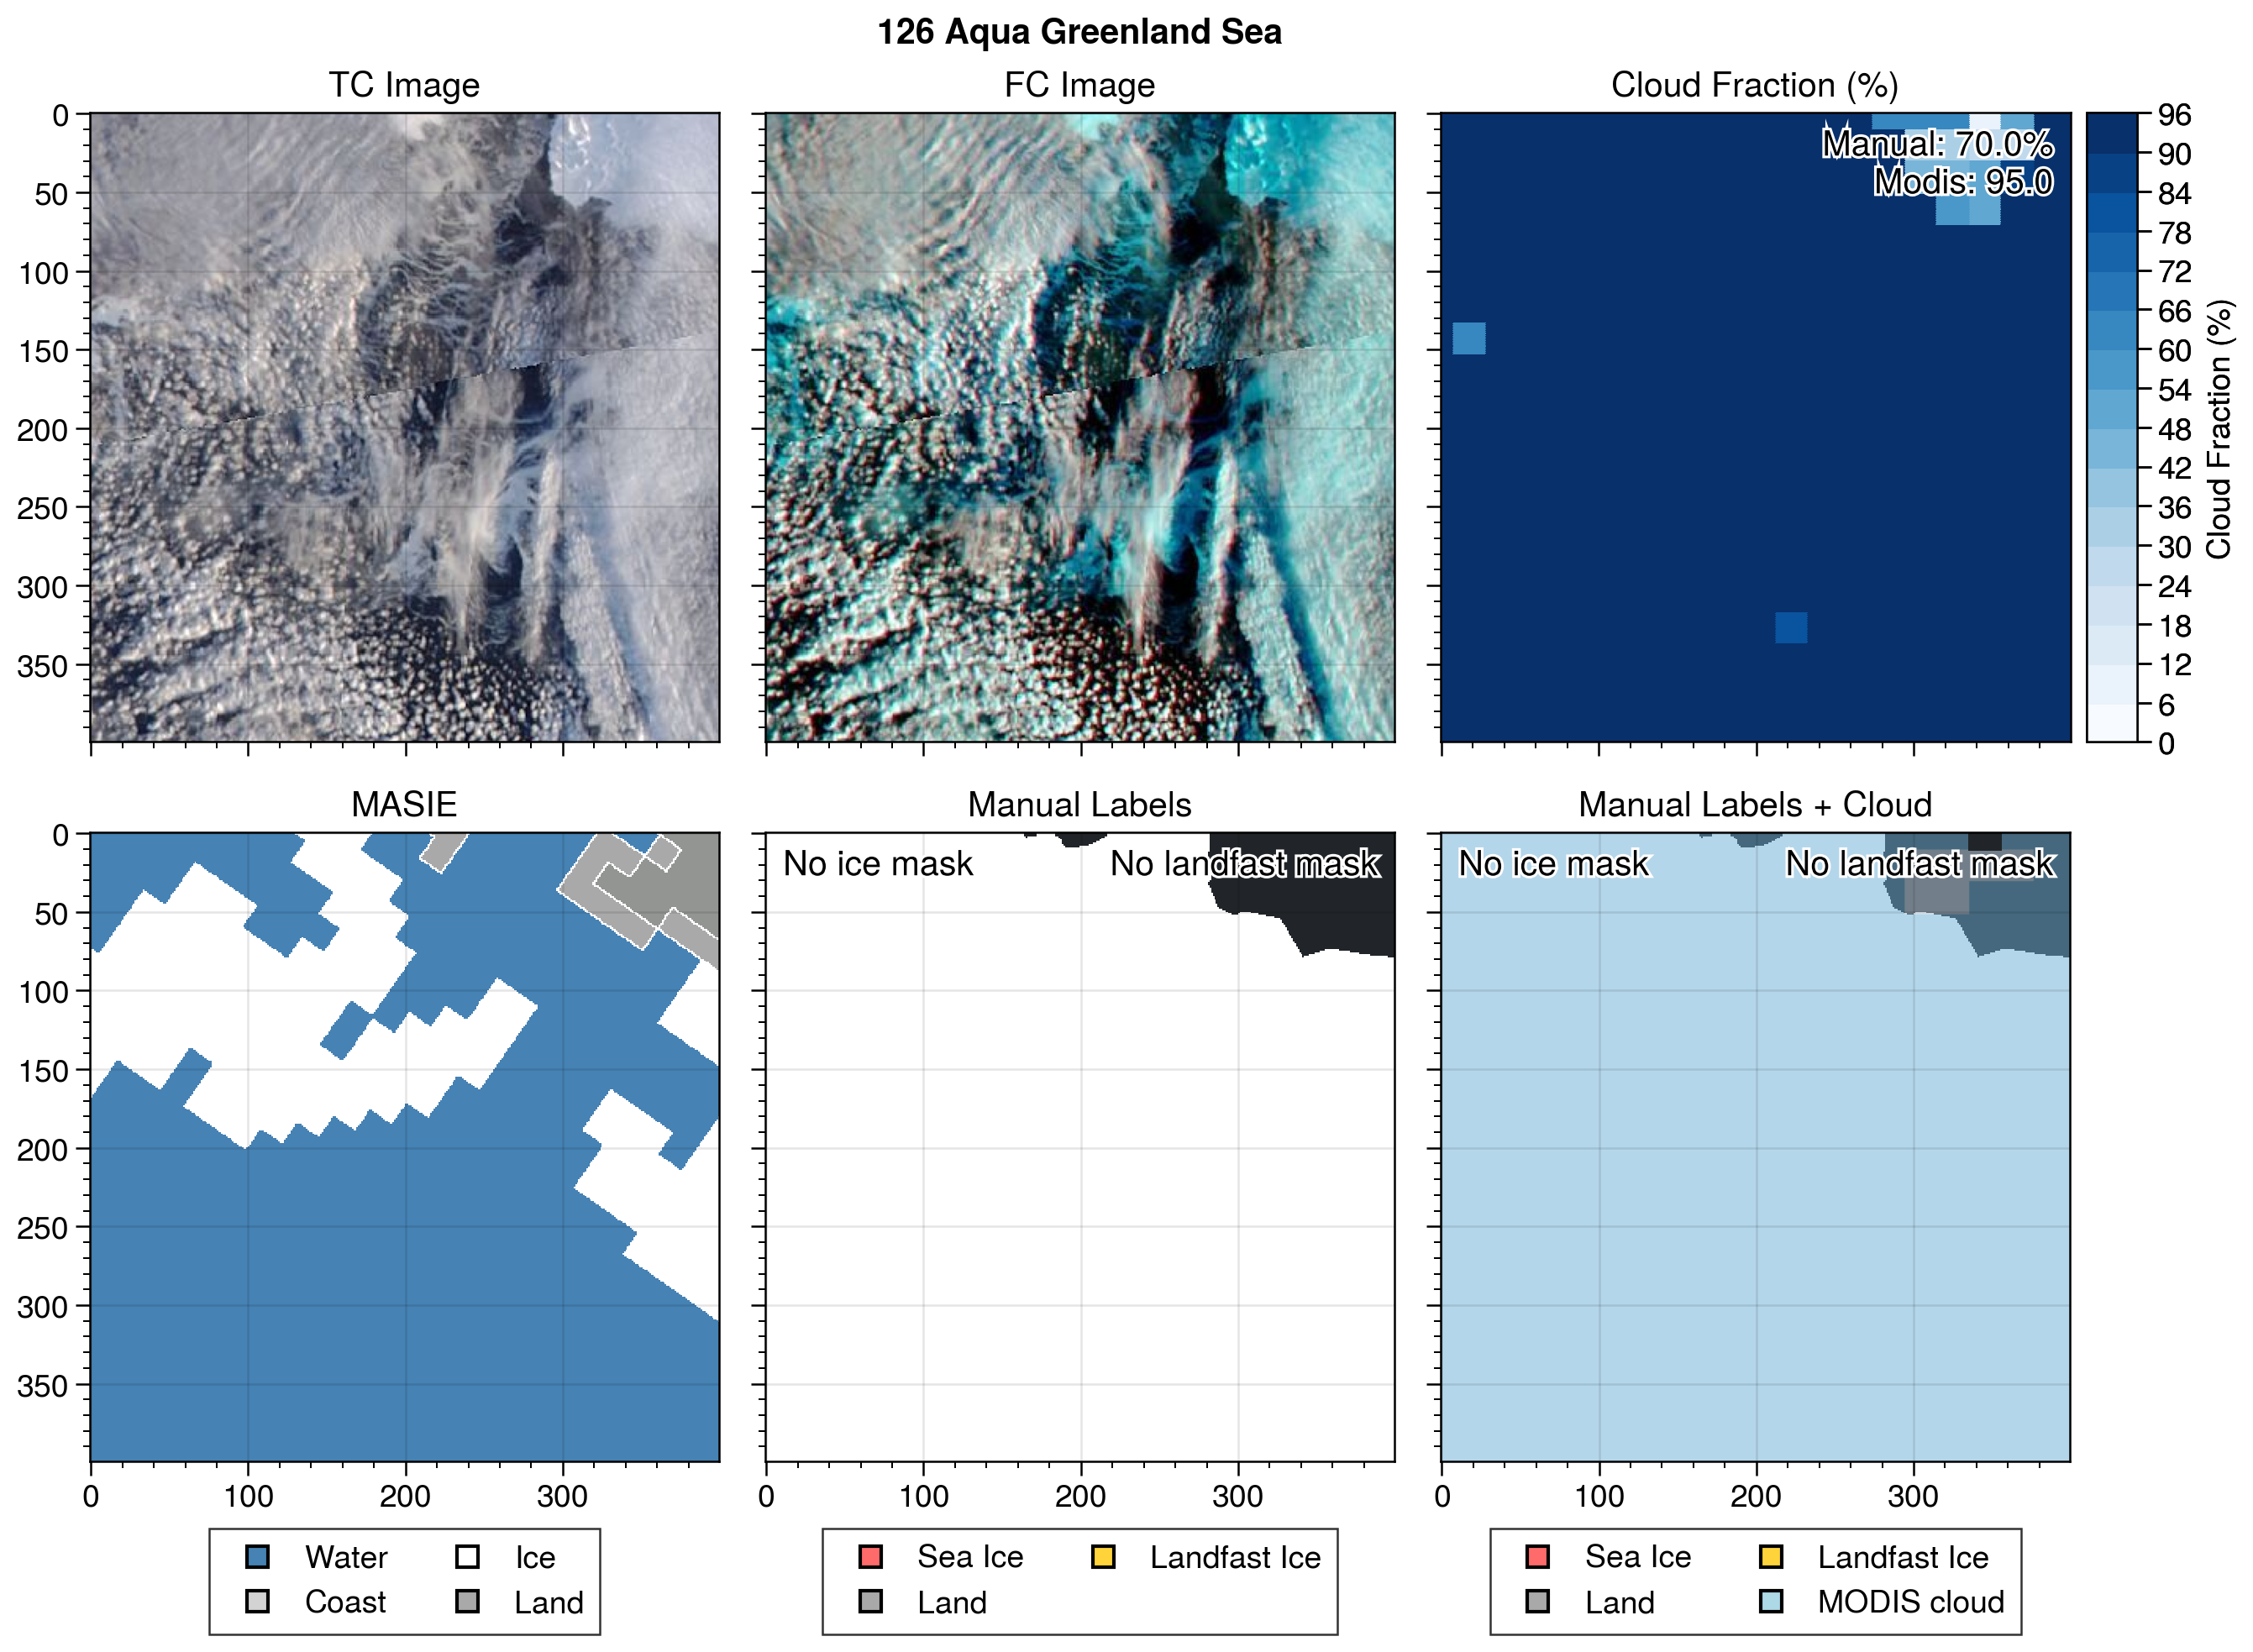 126 Aqua Greenland Sea
TC Image
FC Image
Cloud Fraction (%)
0
50
100
150
200
250
300
350
Manual: 70.0%
Modis: 95.0
96
90
84
78
72
66
60
54
48
42
36
30
24
18
12
6
0
Cloud Fraction (%)
MASIE
Manual Labels
Manual Labels + Cloud
0
50
100
150
200
250
300
350
No ice mask
No landfast mask
No ice mask
No landfast mask
0 100 200 300
0 100 200 300
0 100 200 300
Water Ice
Coast Land
Sea Ice Landfast Ice
Land
Sea Ice Landfast Ice
Land MODIS cloud